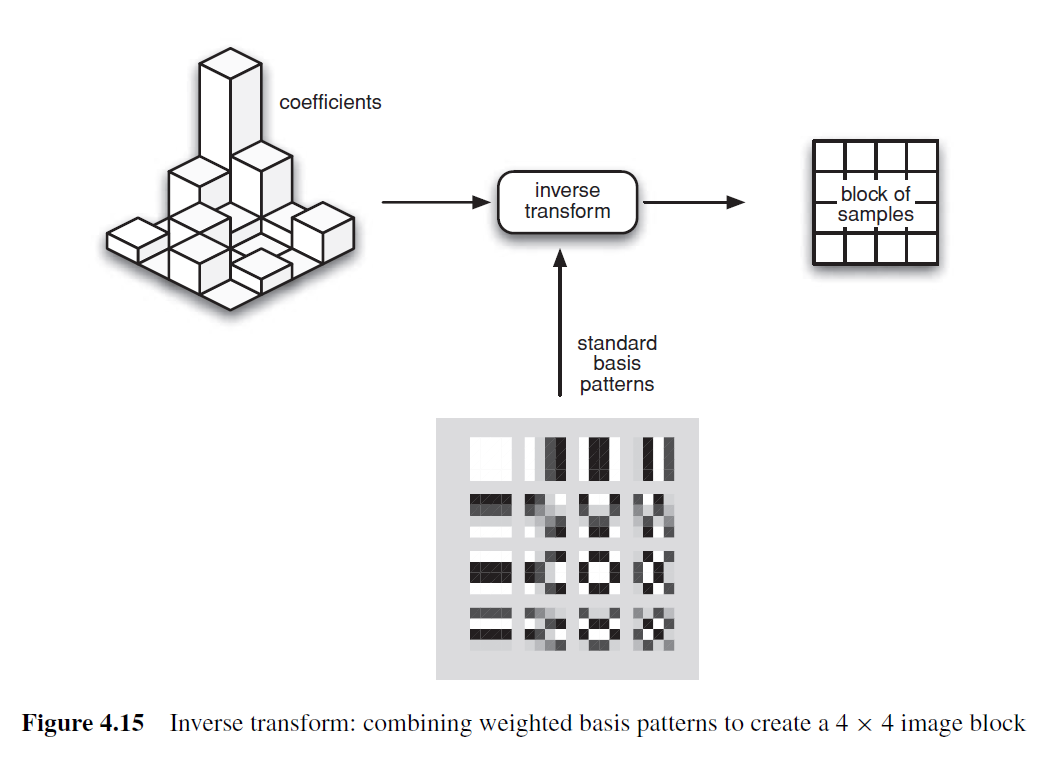 coefficients
inverse
transform
block of
samples
standard
basis
patterns
Figure 4.15 Inverse transform: combining weighted basis patterns to create a 4 × 4 image block